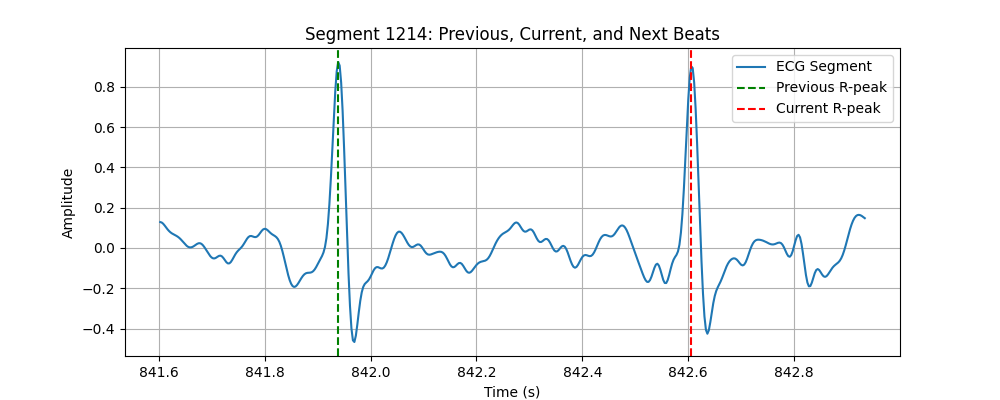 Segment 1214: Previous, Current, and Next Beats
ECG Segment
Previous R-peak
Current R-peak
Amplitude
0.8
0.6
0.4
0.2
0.0
−0.2
−0.4
841.6 841.8 842.0 842.2 842.4 842.6 842.8
Time (s)